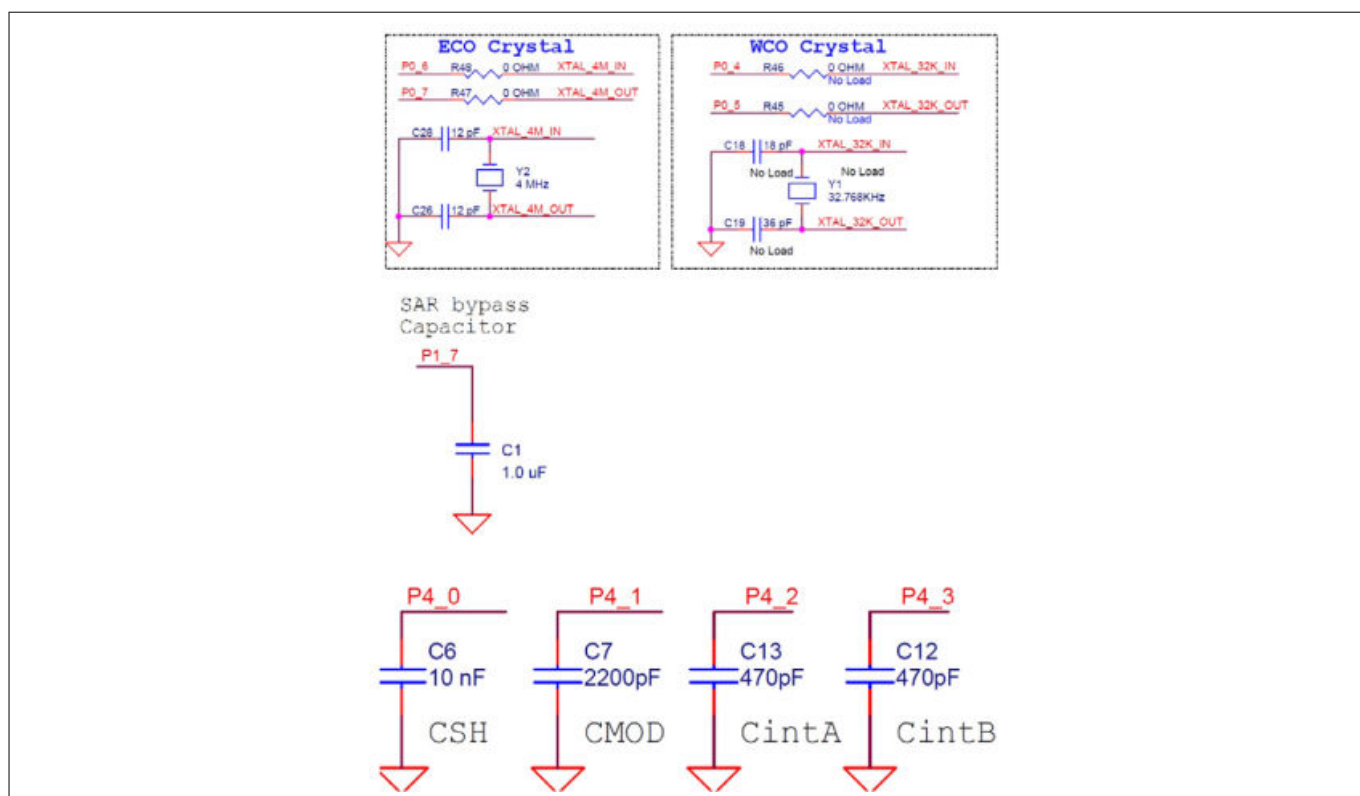 ECO Crystal
P0_6 R48 0 OHM XTAL_4M_IN
P0_7 R47 0 OHM XTAL_4M_OUT
C28 12 pF XTAL_4M_IN
Y2
4 MHz
C26 12 pF XTAL_4M_OUT
WCO Crystal
P0_4 R46 0 OHM XTAL_32K_IN
No Load
P0_5 R45 0 OHM XTAL_32K_OUT
No Load
C18 18 pF XTAL_32K_IN
No Load No Load
Y1
32.768KHz
C19 36 pF XTAL_32K_OUT
No Load
SAR bypass
Capacitor
P1_7
C1
1.0 uF
P4_0 P4_1 P4_2 P4_3
C6 C7 C13 C12
10 nF 2200pF 470pF 470pF
CSH CMOD CintA CintB